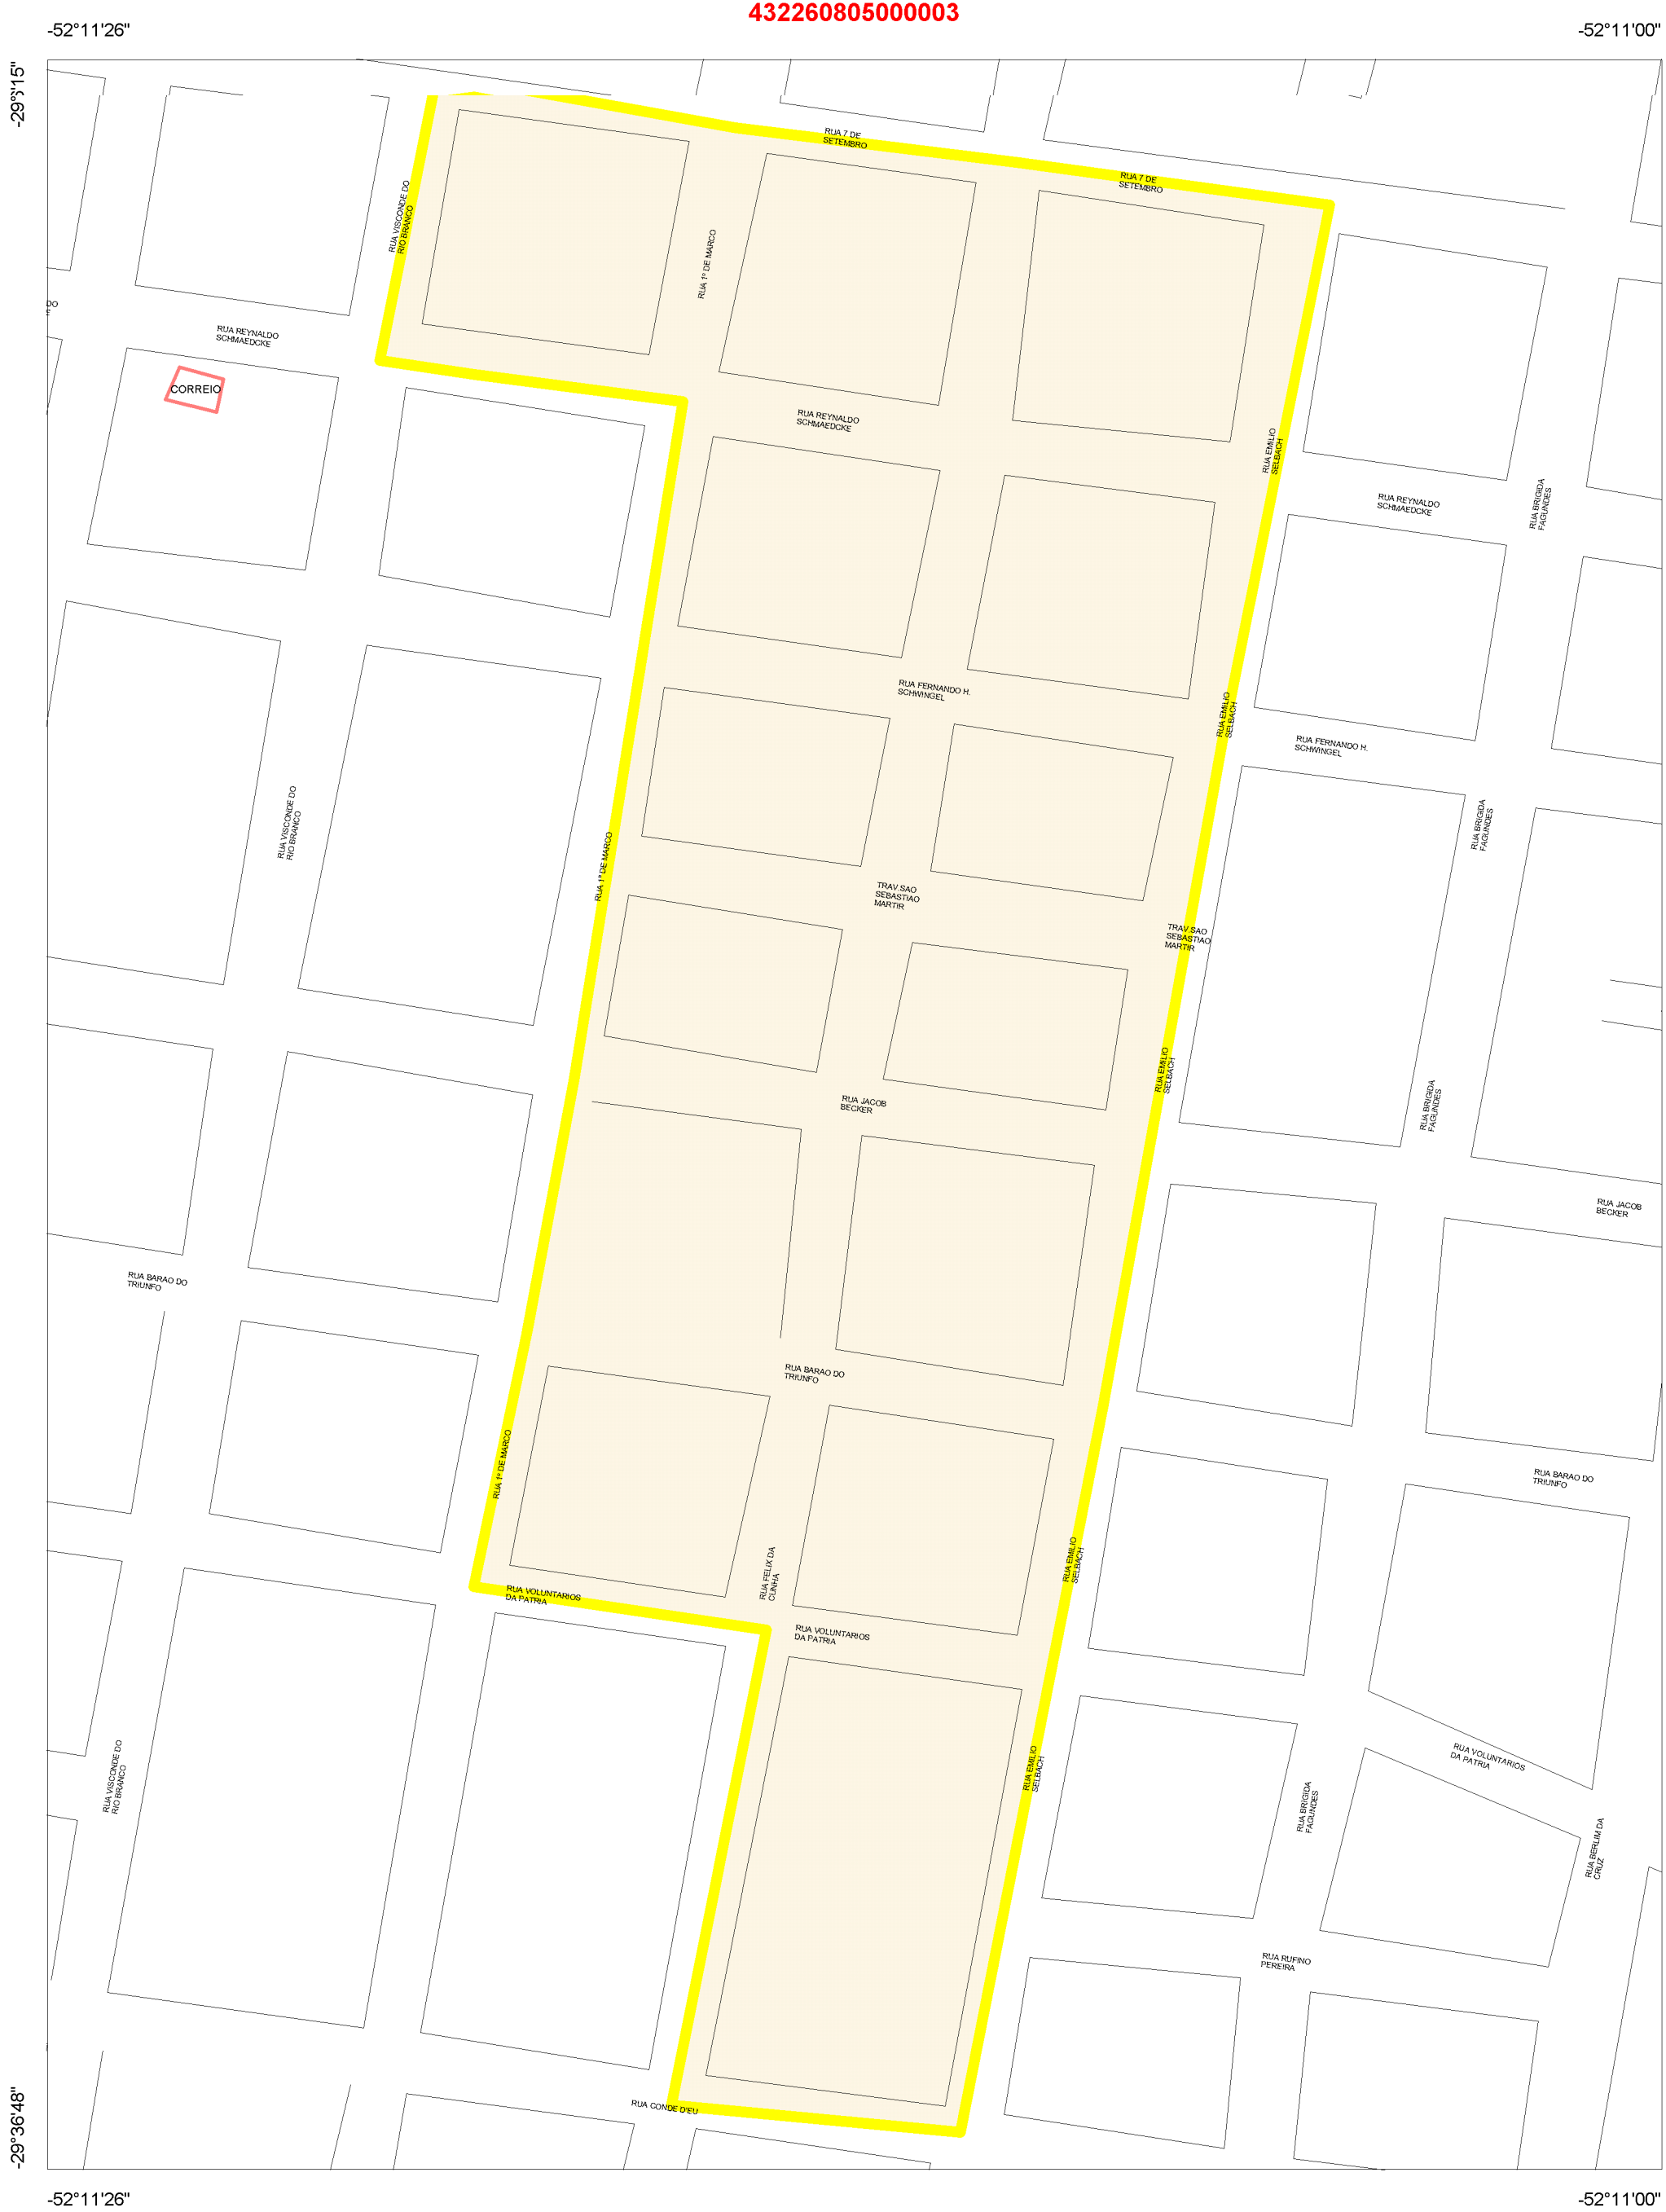 432260805000003
-52°11'26"
-52°11'00"
RUA 7 DE
SETEMBRO
RUA 7 DE
SETEMBRO
RUA VISCONDE DO
RIO BRANCO
RUA 1º DE MARCO
DO
E
RUA REYNALDO
SCHMAEDCKE
CORREIO
RUA REYNALDO
SCHMAEDCKE
RUA EMILIO
SELBACH
RUA REYNALDO
SCHMAEDCKE
RUA BRIGIDA
FAGUNDES
RUA FERNANDO H.
SCHWINGEL
RUA EMILIO
SELBACH
RUA FERNANDO H.
SCHWINGEL
RUA VISCONDE DO
RIO BRANCO
RUA BRIGIDA
FAGUNDES
RUA 1º DE MARCO
TRAV.SAO
SEBASTIAO
MARTIR
TRAV.SAO
SEBASTIAO
MARTIR
RUA EMILIO
SELBACH
RUA JACOB
BECKER
RUA BRIGIDA
FAGUNDES
RUA JACOB
BECKER
RUA BARAO DO
TRIUNFO
RUA BARAO DO
TRIUNFO
RUA 1º DE MARCO
RUA BARAO DO
TRIUNFO
RUA FELIX DA
CUNHA
RUA EMILIO
SELBACH
RUA VOLUNTARIOS
DA PATRIA
RUA VOLUNTARIOS
DA PATRIA
RUA VISCONDE DO
RIO BRANCO
RUA EMILIO
SELBACH
RUA VOLUNTARIOS
DA PATRIA
RUA BRIGIDA
FAGUNDES
RUA BERLIM DA
CRUZ
RUA RUFINO
PEREIRA
RUA CONDE D'EU
-29°36'48"
-52°11'26"
-52°11'00"